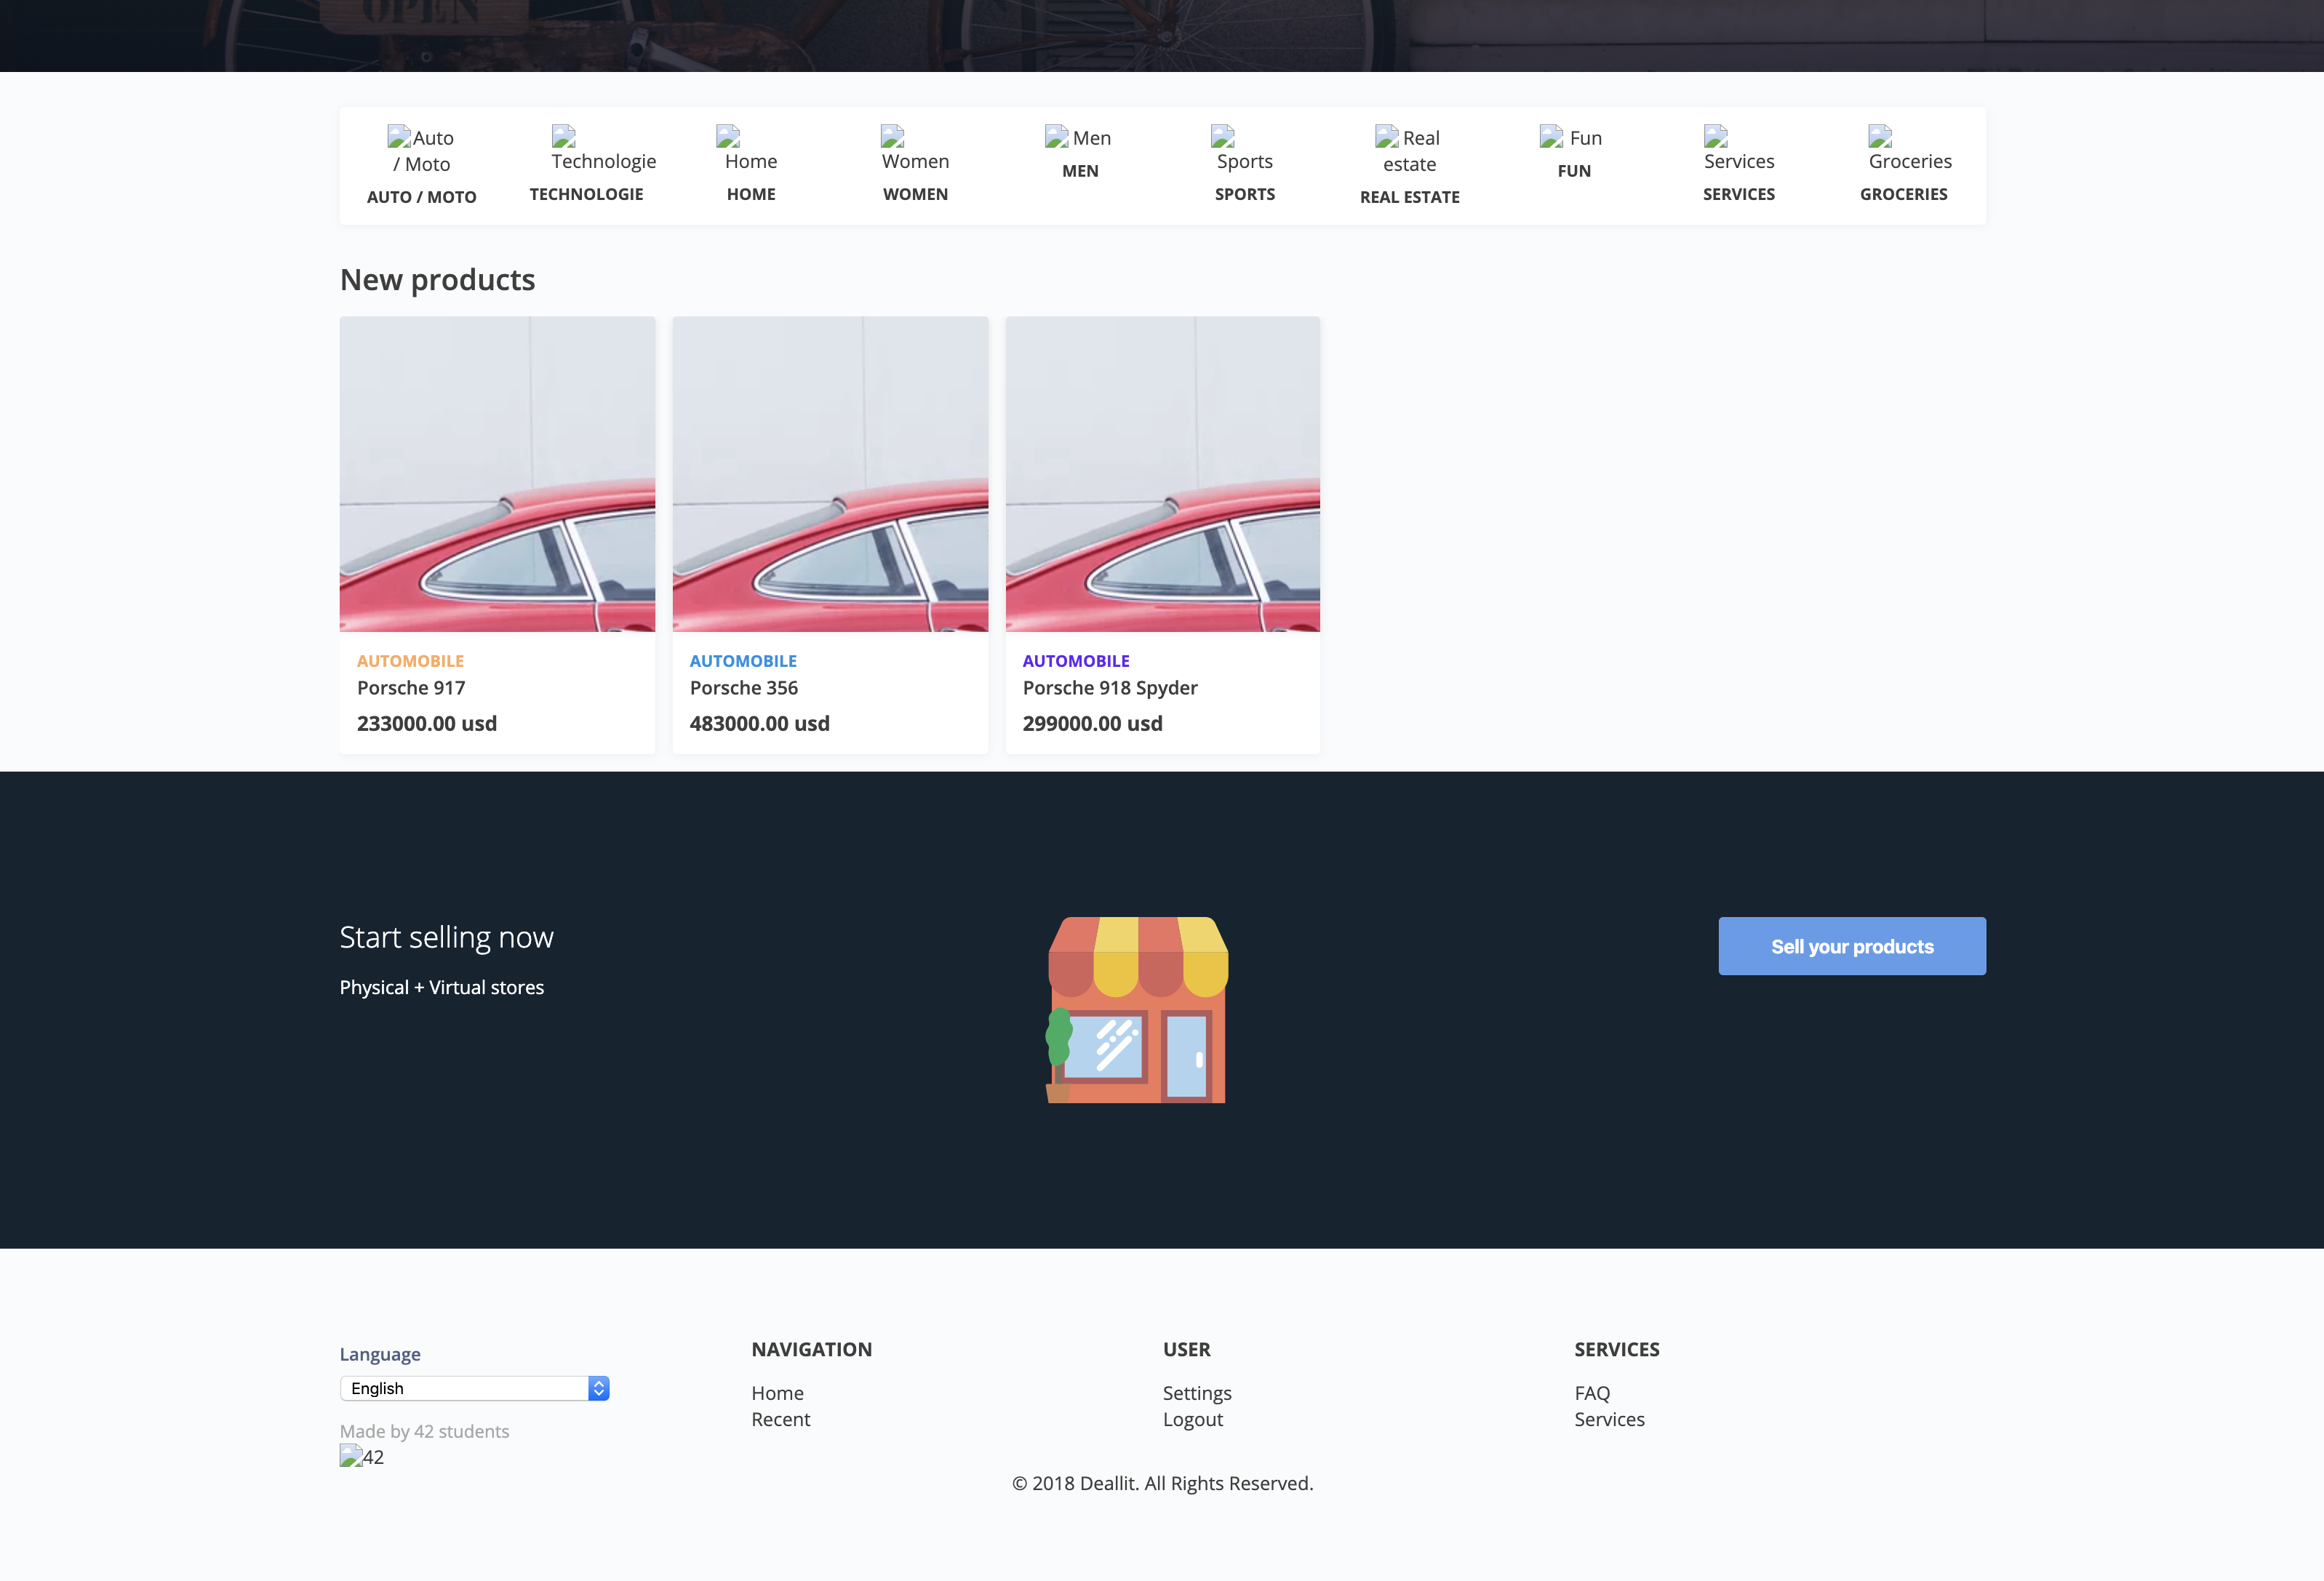 OPEN
Auto / Moto
AUTO / MOTO
Technologie
TECHNOLOGIE
Home
HOME
Women
WOMEN
Men
MEN
Sports
SPORTS
Real estate
REAL ESTATE
Fun
FUN
Services
SERVICES
Groceries
GROCERIES
New products
AUTOMOBILE
Porsche 917
233000.00 usd
AUTOMOBILE
Porsche 356
483000.00 usd
AUTOMOBILE
Porsche 918 Spyder
299000.00 usd
Start selling now
Physical + Virtual stores
Sell your products
Language
English
Made by 42 students
42
NAVIGATION
Home
Recent
USER
Settings
Logout
SERVICES
FAQ
Services
© 2018 Deallit. All Rights Reserved.